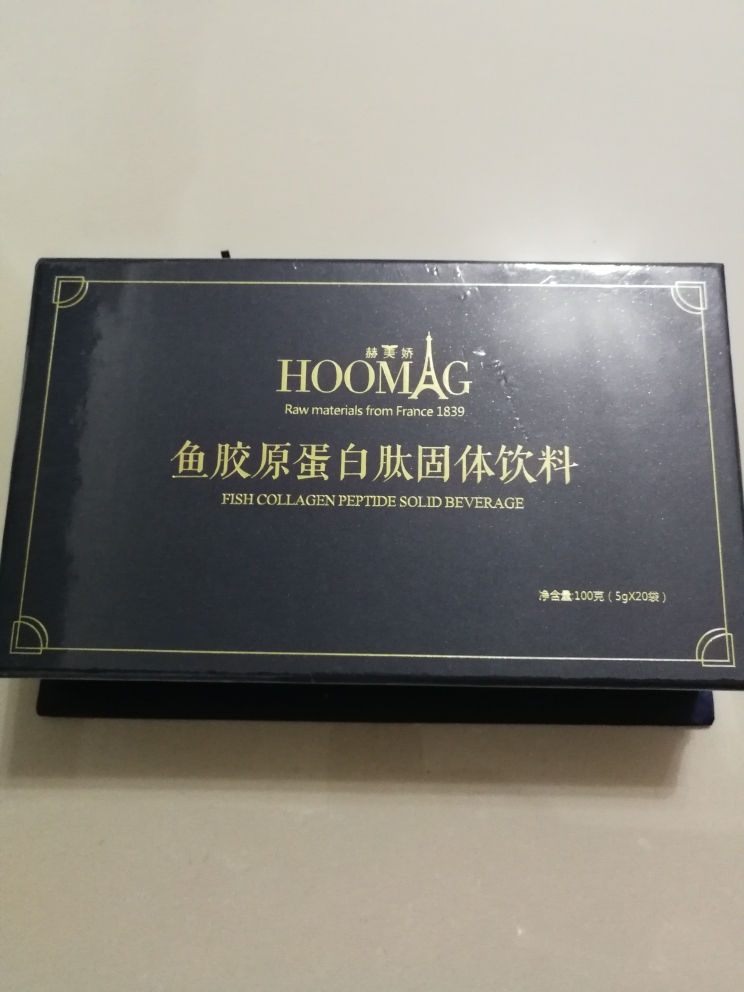 赫美娇
HOOMAG
Raw materials from France 1839
鱼胶原蛋白肽固体饮料
FISH COLLAGEN PEPTIDE SOLID BEVERAGE
净含量:100克（5gX20袋）